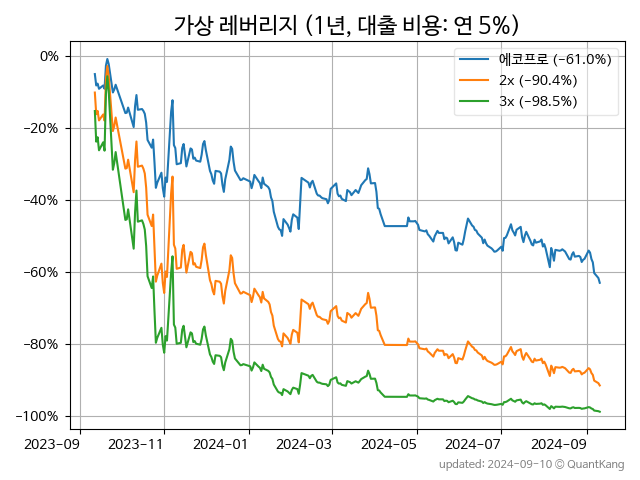 가상 레버리지 (1년, 대출 비용: 연 5%)
에코프로 (−61.0%)
2x (−90.4%)
3x (−98.5%)
0%
−20%
−40%
−60%
−80%
−100%
2023-09 2023-11 2024-01 2024-03 2024-05 2024-07 2024-09
updated: 2024-09-10 © QuantKang